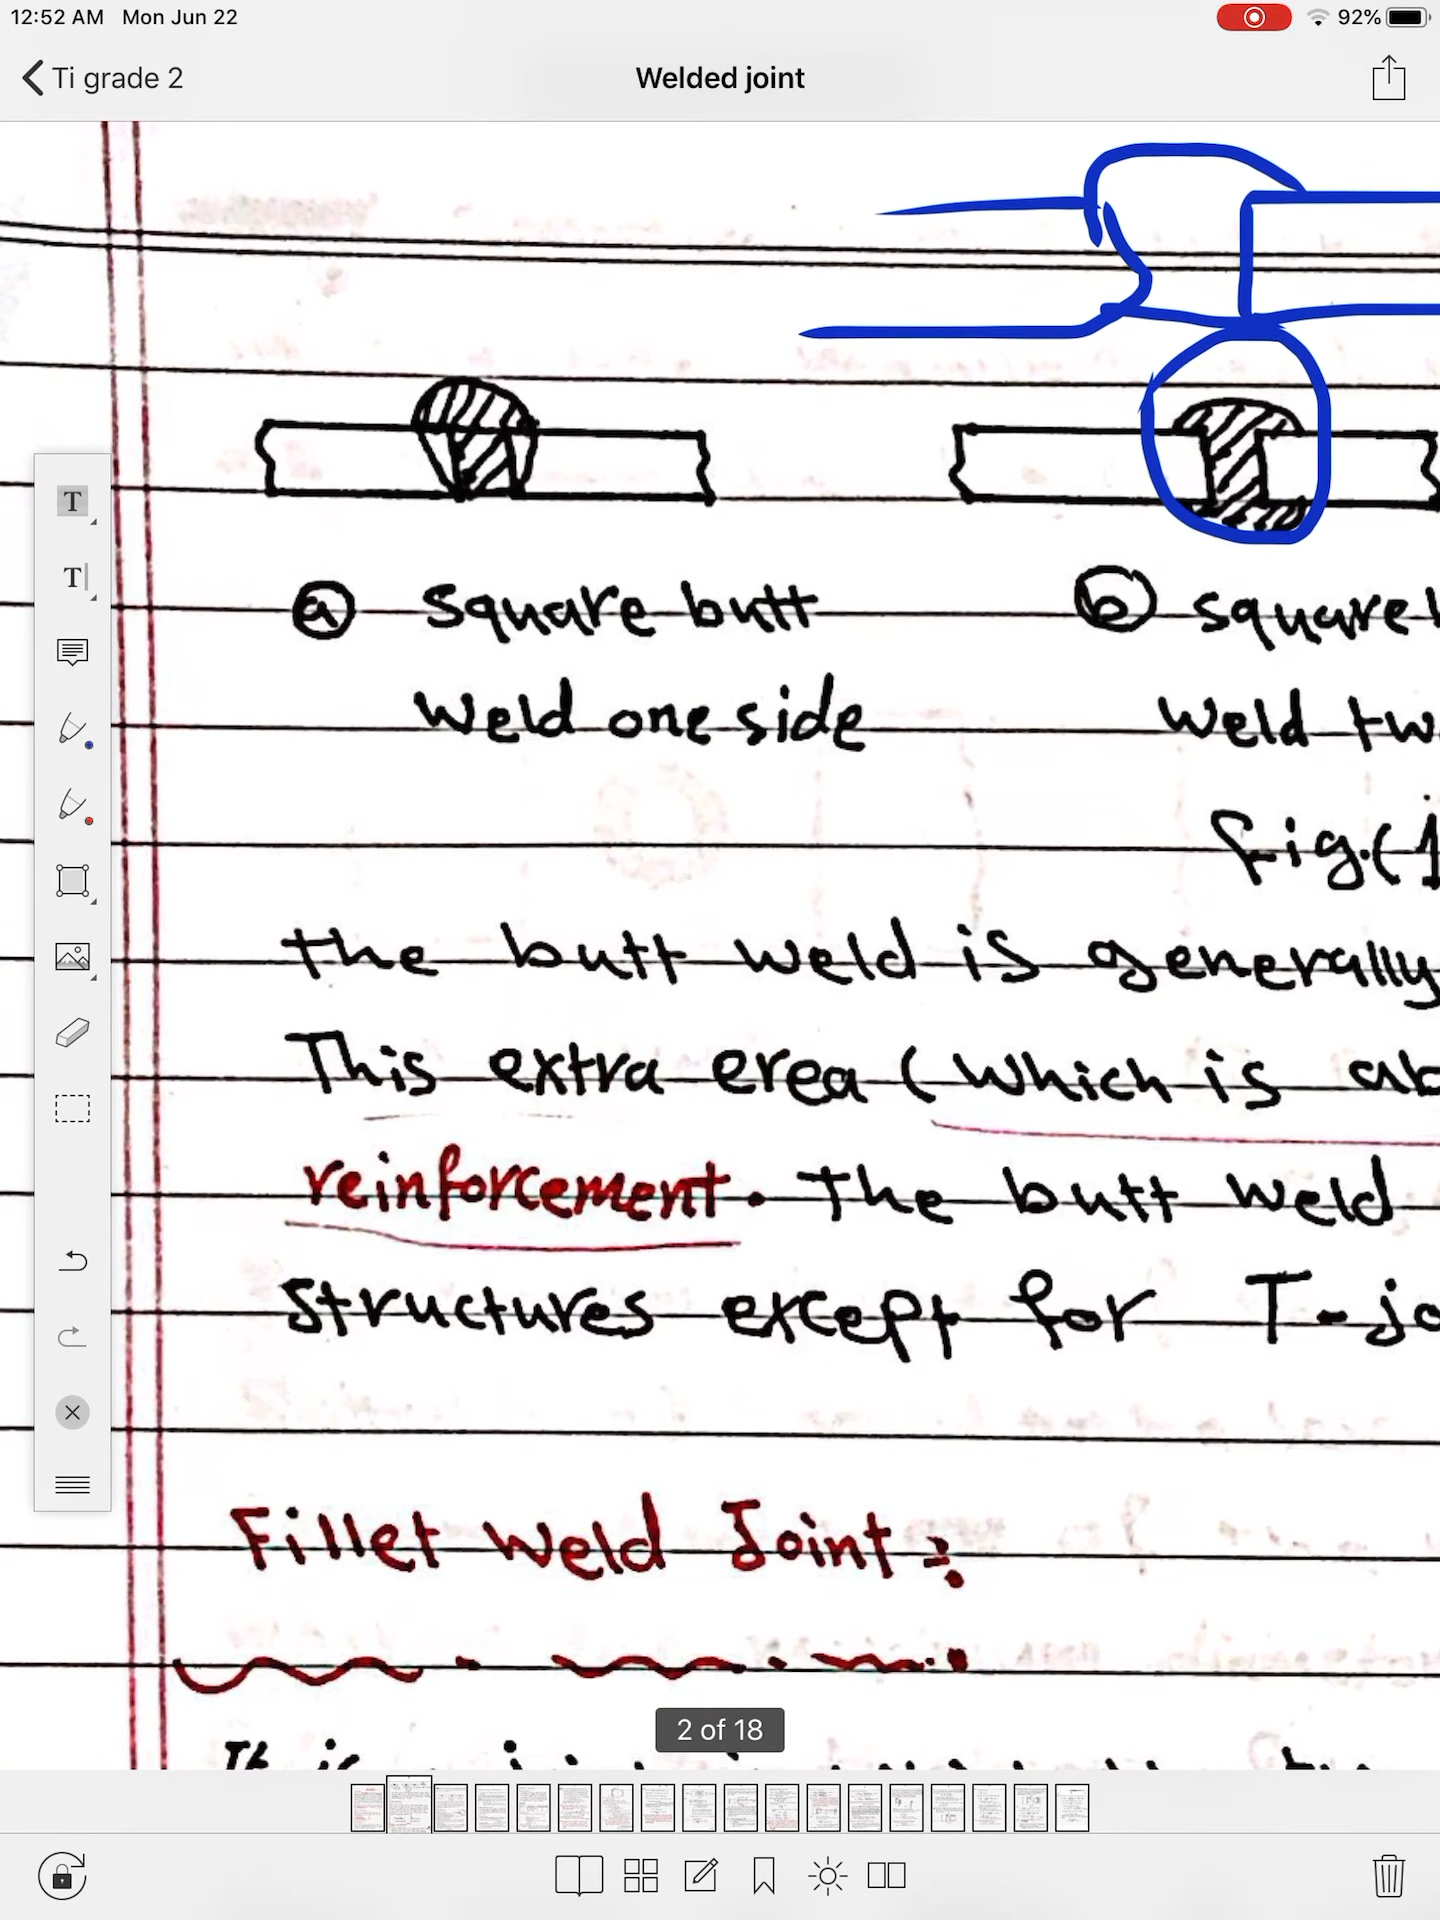 12:52 AM Mon Jun 22
92%
Ti grade 2
Welded joint
T
T
ⓐ square butt
weld one side
ⓑ square
weld
fig.(1
the butt weld is generally
This extra erea (which is
reinforcement. The butt weld
structures except for T-jo
Fillet Weld Joint:
2 of 18